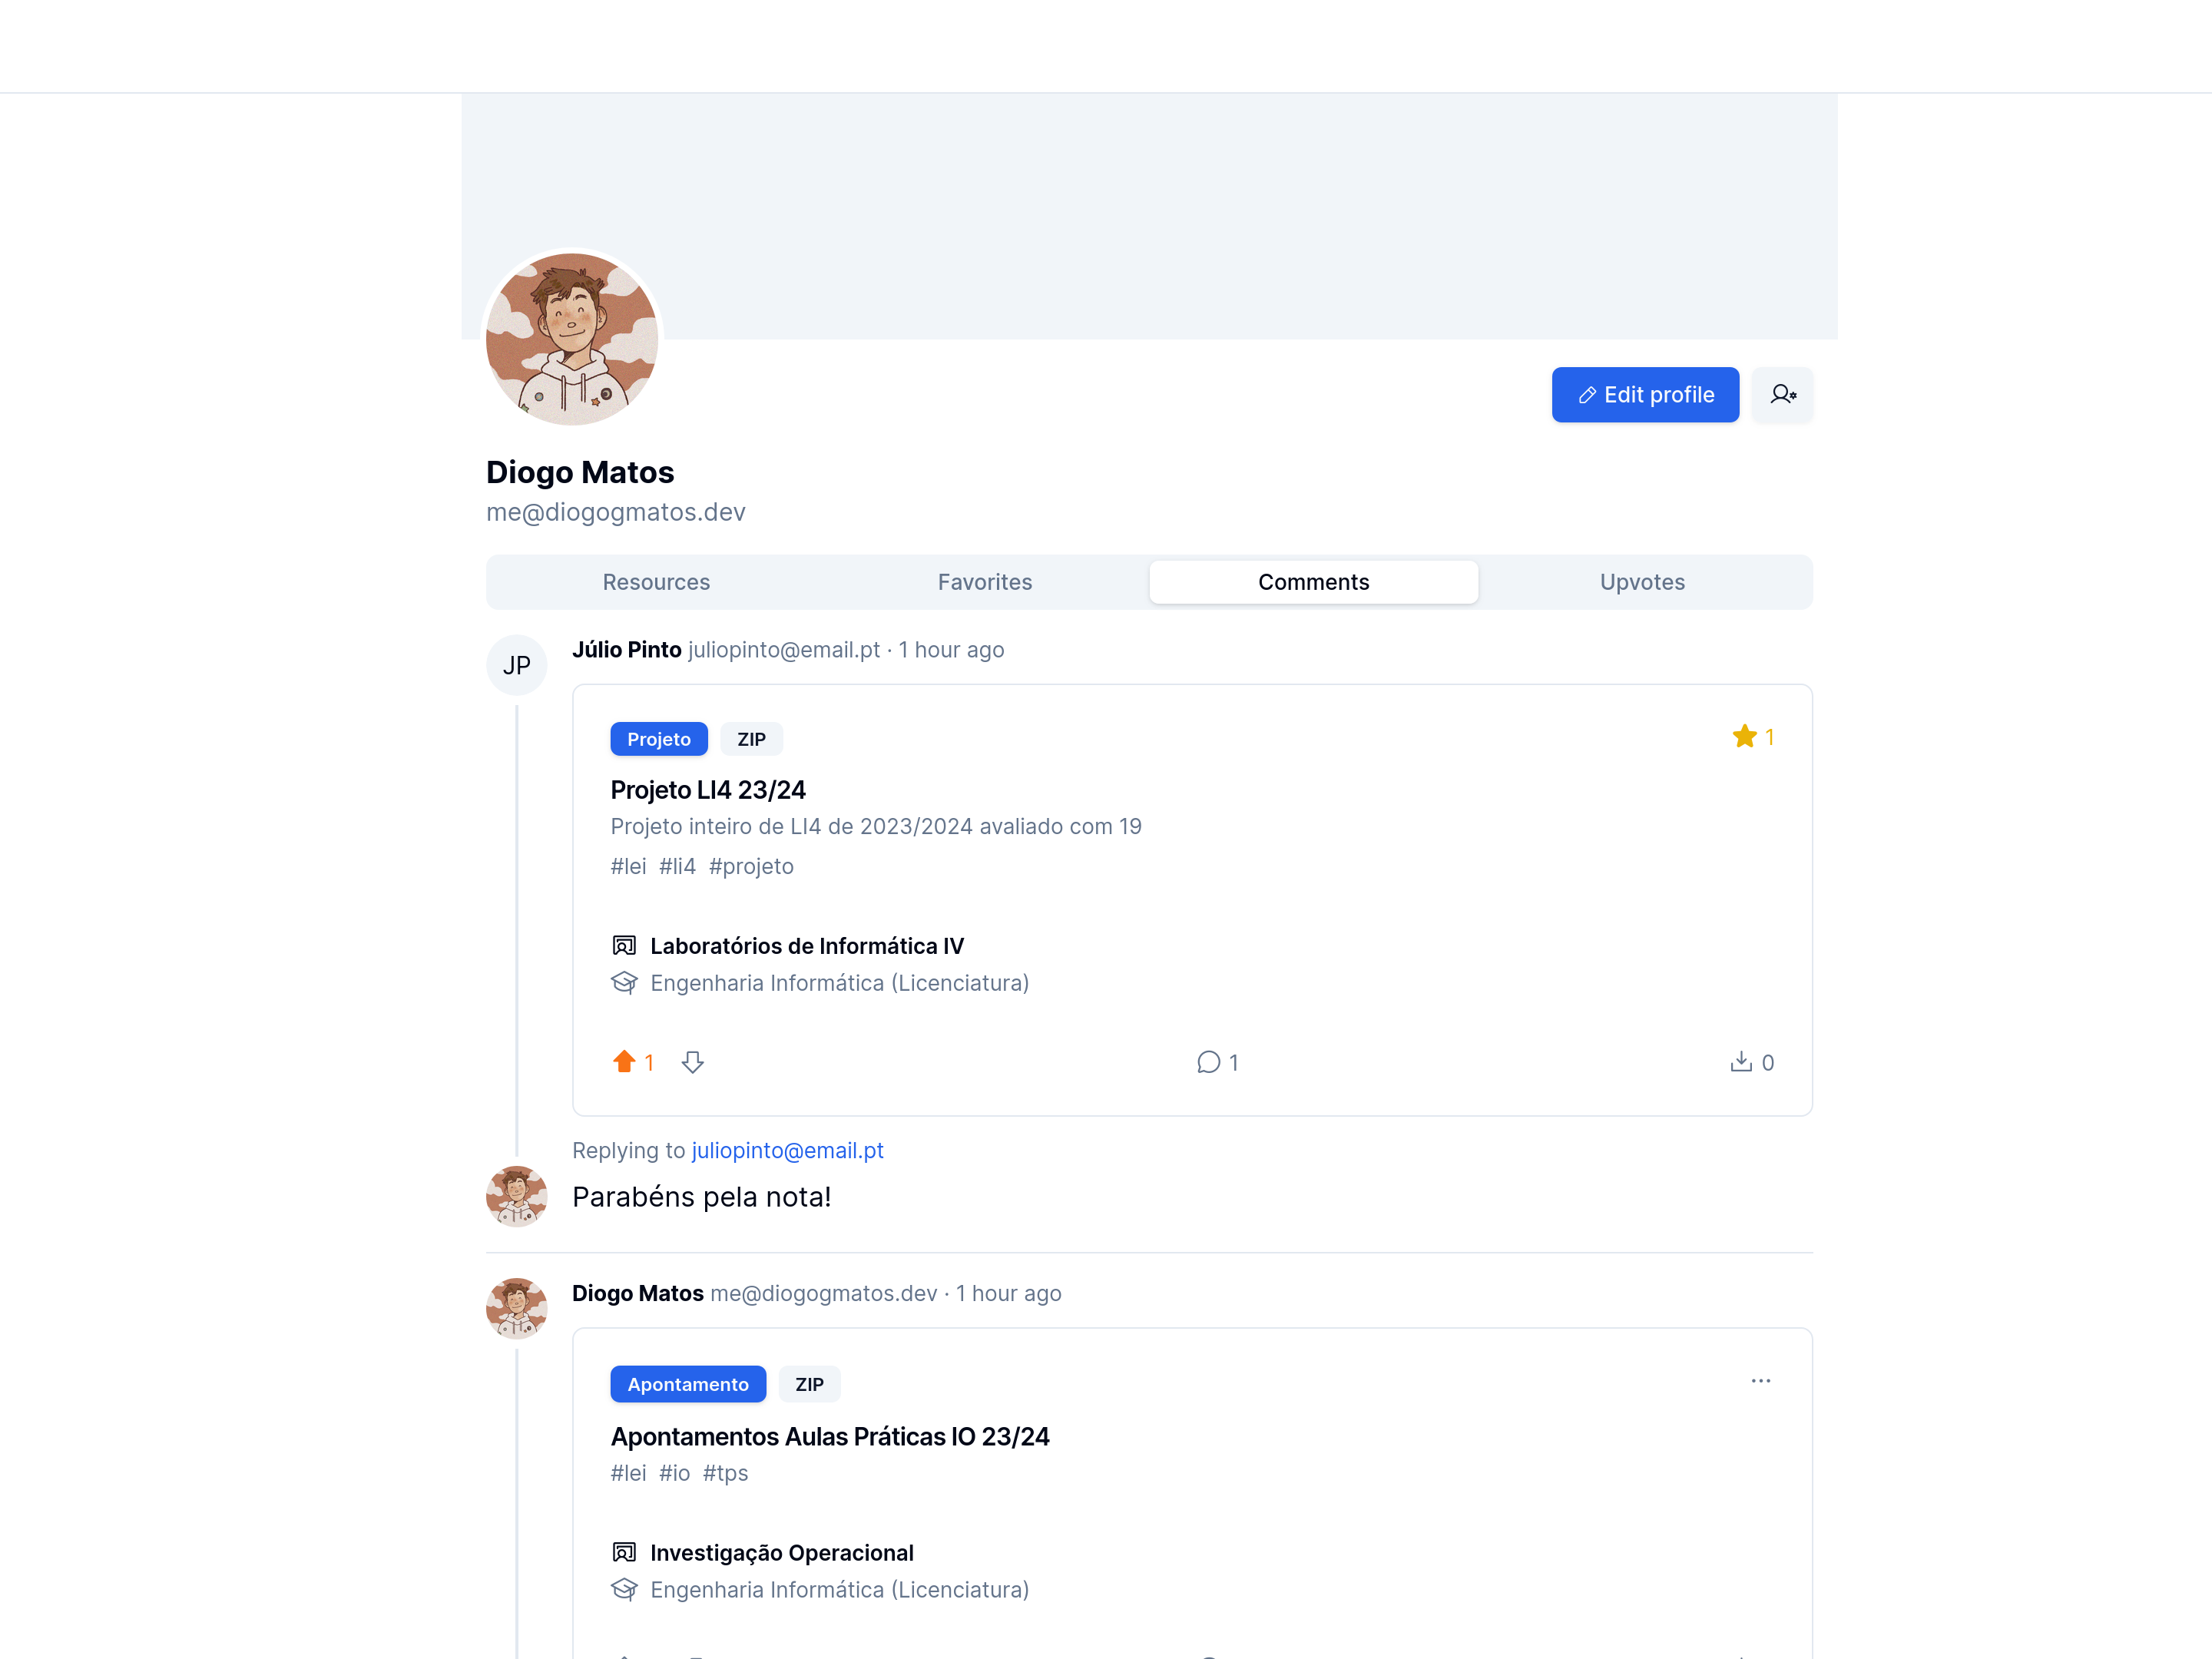 Edit profile
Diogo Matos
me@diogogmatos.dev
Resources Favorites Comments Upvotes
JP Júlio Pinto juliopinto@email.pt · 1 hour ago
Projeto ZIP 1
Projeto LI4 23/24
Projeto inteiro de LI4 de 2023/2024 avaliado com 19
#lei #li4 #projeto
Laboratórios de Informática IV
Engenharia Informática (Licenciatura)
1 1 0
Replying to juliopinto@email.pt
Parabéns pela nota!
Diogo Matos me@diogogmatos.dev · 1 hour ago
Apontamento ZIP ...
Apontamentos Aulas Práticas IO 23/24
#lei #io #tps
Investigação Operacional
Engenharia Informática (Licenciatura)